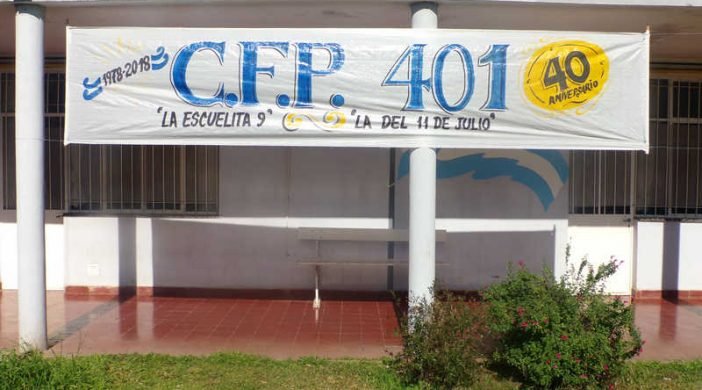 1978-2018 C.F.P. 401 40
ANIVERSARIO
"LA ESCUELITA 9" "LA DEL 11 DE JULIO"